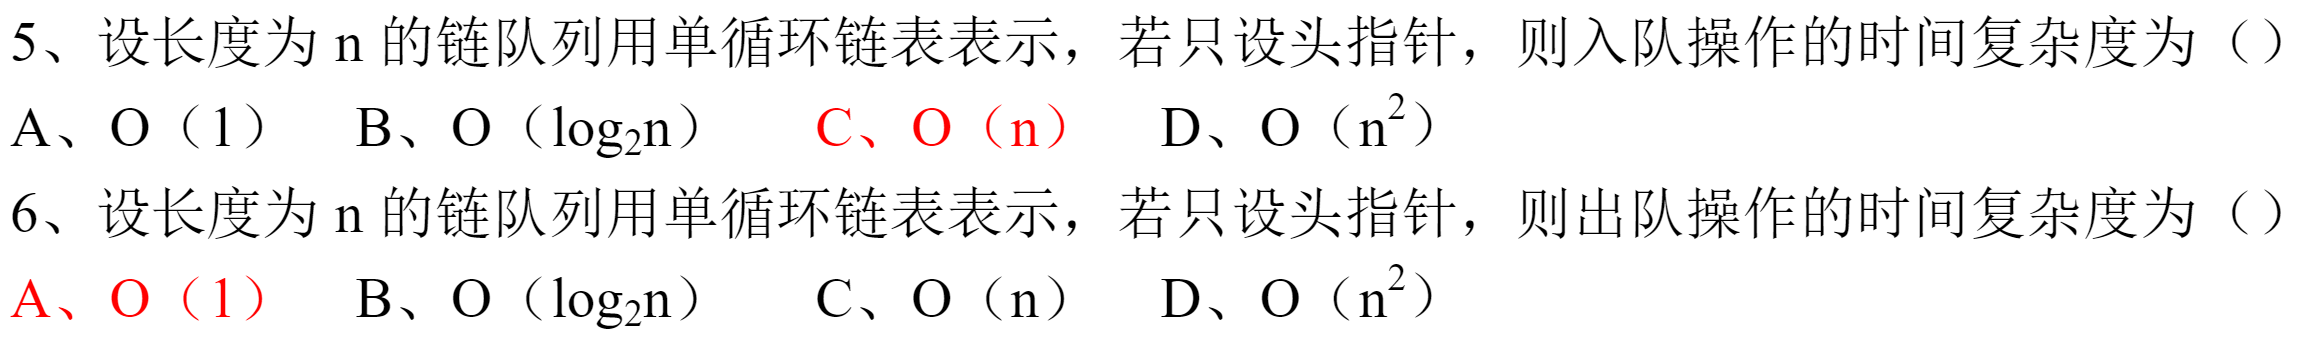 5、设长度为 n 的链队列用单循环链表表示，若只设头指针，则入队操作的时间复杂度为（）
A、O（1） B、O（log₂n） C、O（n） D、O（n²）
6、设长度为 n 的链队列用单循环链表表示，若只设头指针，则出队操作的时间复杂度为（）
A、O（1） B、O（log₂n） C、O（n） D、O（n²）